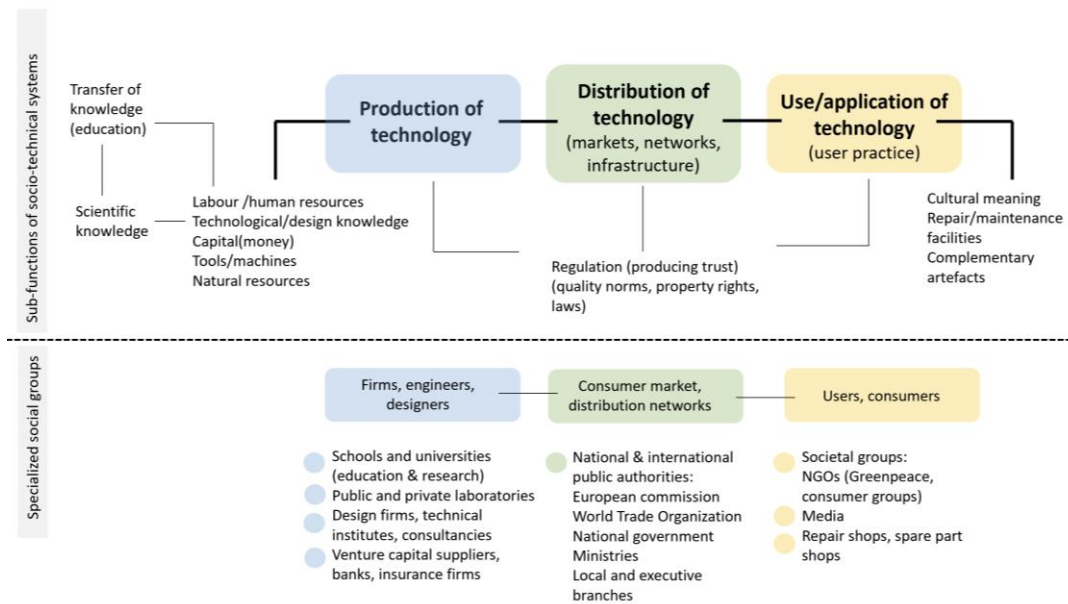 Sub-functions of socio-technical systems
Transfer of
knowledge
(education)
Scientific
knowledge
Production of
technology
Distribution of
technology
(markets, networks,
infrastructure)
Use/application of
technology
(user practice)
Labour /human resources
Technological/design knowledge
Capital(money)
Tools/machines
Natural resources
Regulation (producing trust)
(quality norms, property rights,
laws)
Cultural meaning
Repair/maintenance
facilities
Complementary
artefacts
Specialized social groups
Firms, engineers,
designers
Consumer market,
distribution networks
Users, consumers
Schools and universities
(education & research)
Public and private laboratories
Design firms, technical
institutes, consultancies
Venture capital suppliers,
banks, insurance firms
National & international
public authorities:
European commission
World Trade Organization
National government
Ministries
Local and executive
branches
Societal groups:
NGOs (Greenpeace,
consumer groups)
Media
Repair shops, spare part
shops